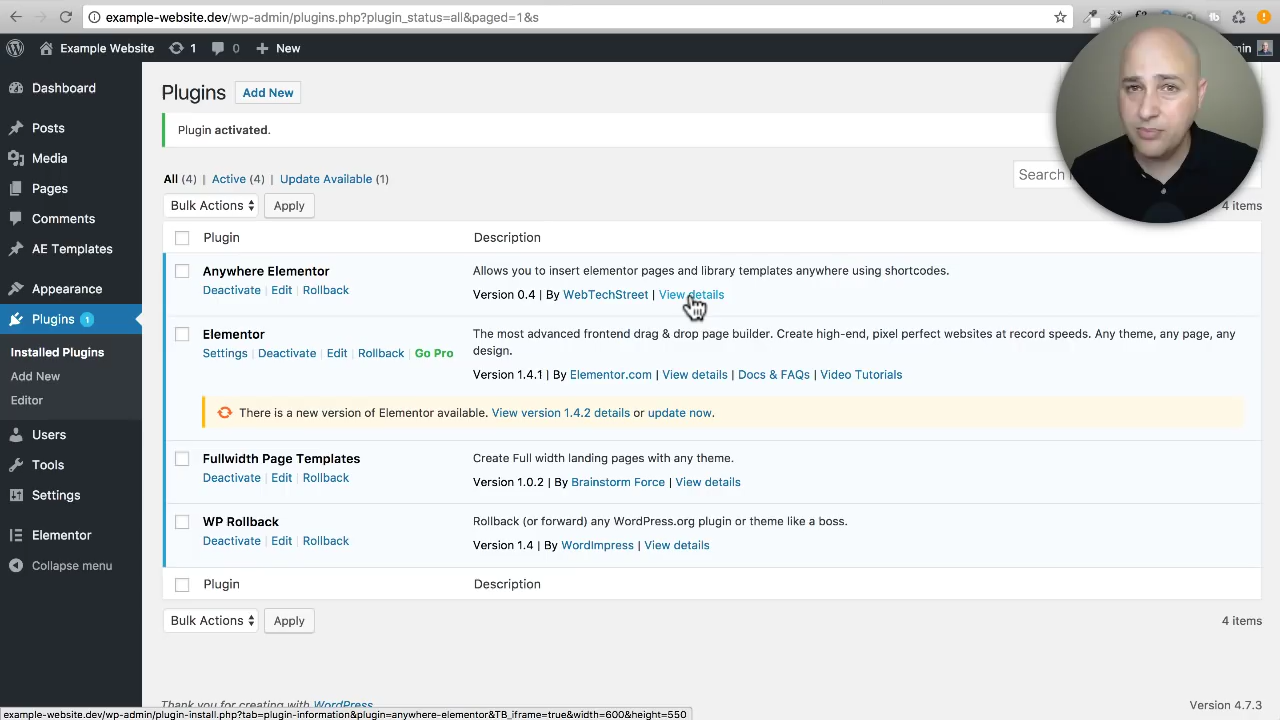 example-website.dev/wp-admin/plugins.php?plugin_status=all&paged=1&s
Example Website 1 0 New
Dashboard
Posts
Media
Pages
Comments
AE Templates
Appearance
Plugins 1
Installed Plugins
Add New
Editor
Users
Tools
Settings
Elementor
Collapse menu
Plugins Add New
Plugin activated.
All (4) | Active (4) | Update Available (1)
Search
Bulk Actions Apply
4 items
Plugin Description
Anywhere Elementor
Deactivate | Edit | Rollback
Allows you to insert elementor pages and library templates anywhere using shortcodes.
Version 0.4 | By WebTechStreet | View details
Elementor
Settings | Deactivate | Edit | Rollback | Go Pro
The most advanced frontend drag & drop page builder. Create high-end, pixel perfect websites at record speeds. Any theme, any page, any
design.
Version 1.4.1 | By Elementor.com | View details | Docs & FAQs | Video Tutorials
There is a new version of Elementor available. View version 1.4.2 details or update now.
Fullwidth Page Templates
Deactivate | Edit | Rollback
Create Full width landing pages with any theme.
Version 1.0.2 | By Brainstorm Force | View details
WP Rollback
Deactivate | Edit | Rollback
Rollback (or forward) any WordPress.org plugin or theme like a boss.
Version 1.4 | By WordImpress | View details
Plugin Description
Bulk Actions Apply
4 items
Thank you for creating with WordPress
Version 4.7.3
example-website.dev/wp-admin/plugin-install.php?tab=plugin-information&plugin=anywhere-elementor&TB_iframe=true&width=600&height=550